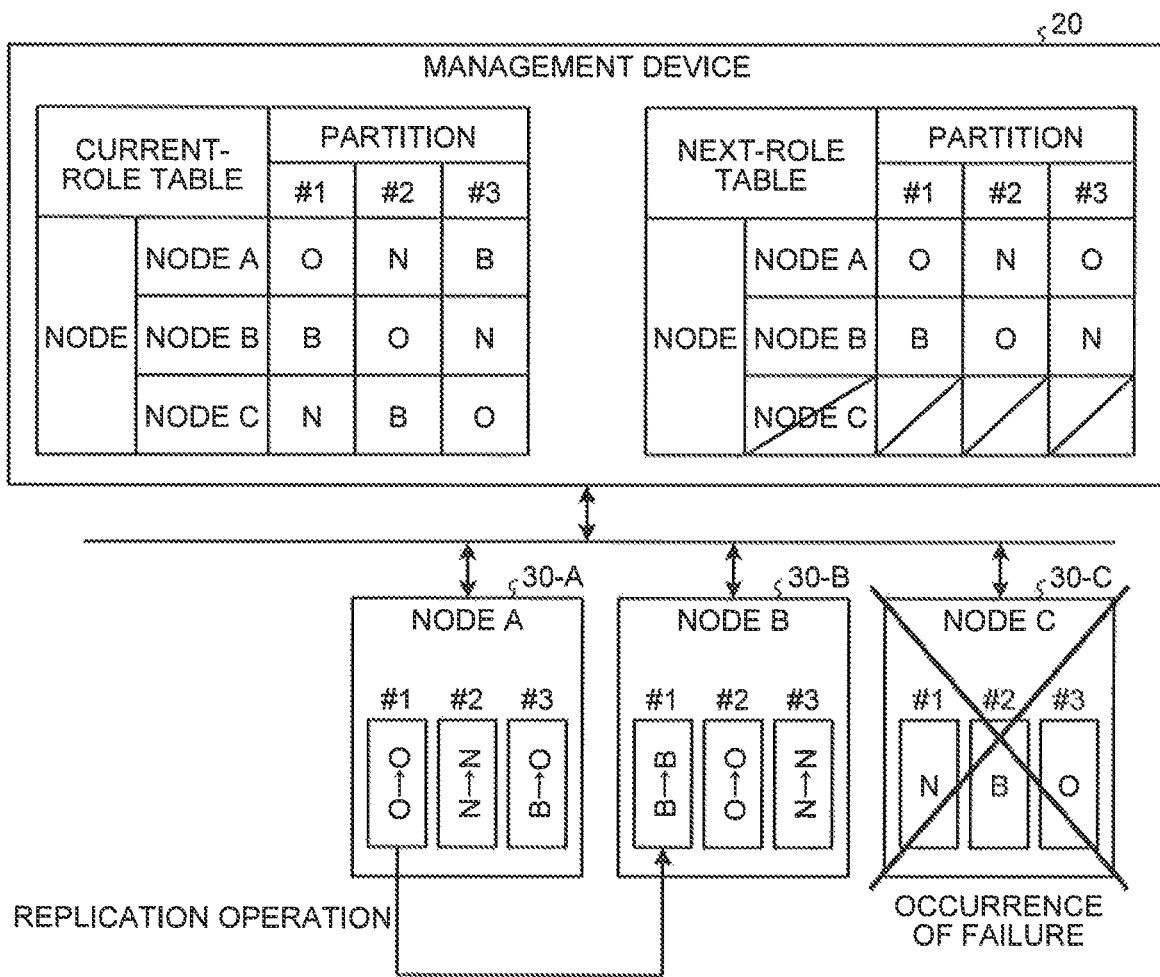 20
MANAGEMENT DEVICE
CURRENT-
ROLE TABLE
PARTITION
#1 #2 #3
NODE
NODE A O N B
NODE B B O N
NODE C N B O
NEXT-ROLE
TABLE
PARTITION
#1 #2 #3
NODE
NODE A O N O
NODE B B O N
NODE C
30-A
NODE A
#1 #2 #3
O→O N→N B→O
30-B
NODE B
#1 #2 #3
B→B O→O N→N
30-C
NODE C
#1 #2 #3
N B O
REPLICATION OPERATION
OCCURRENCE
OF FAILURE